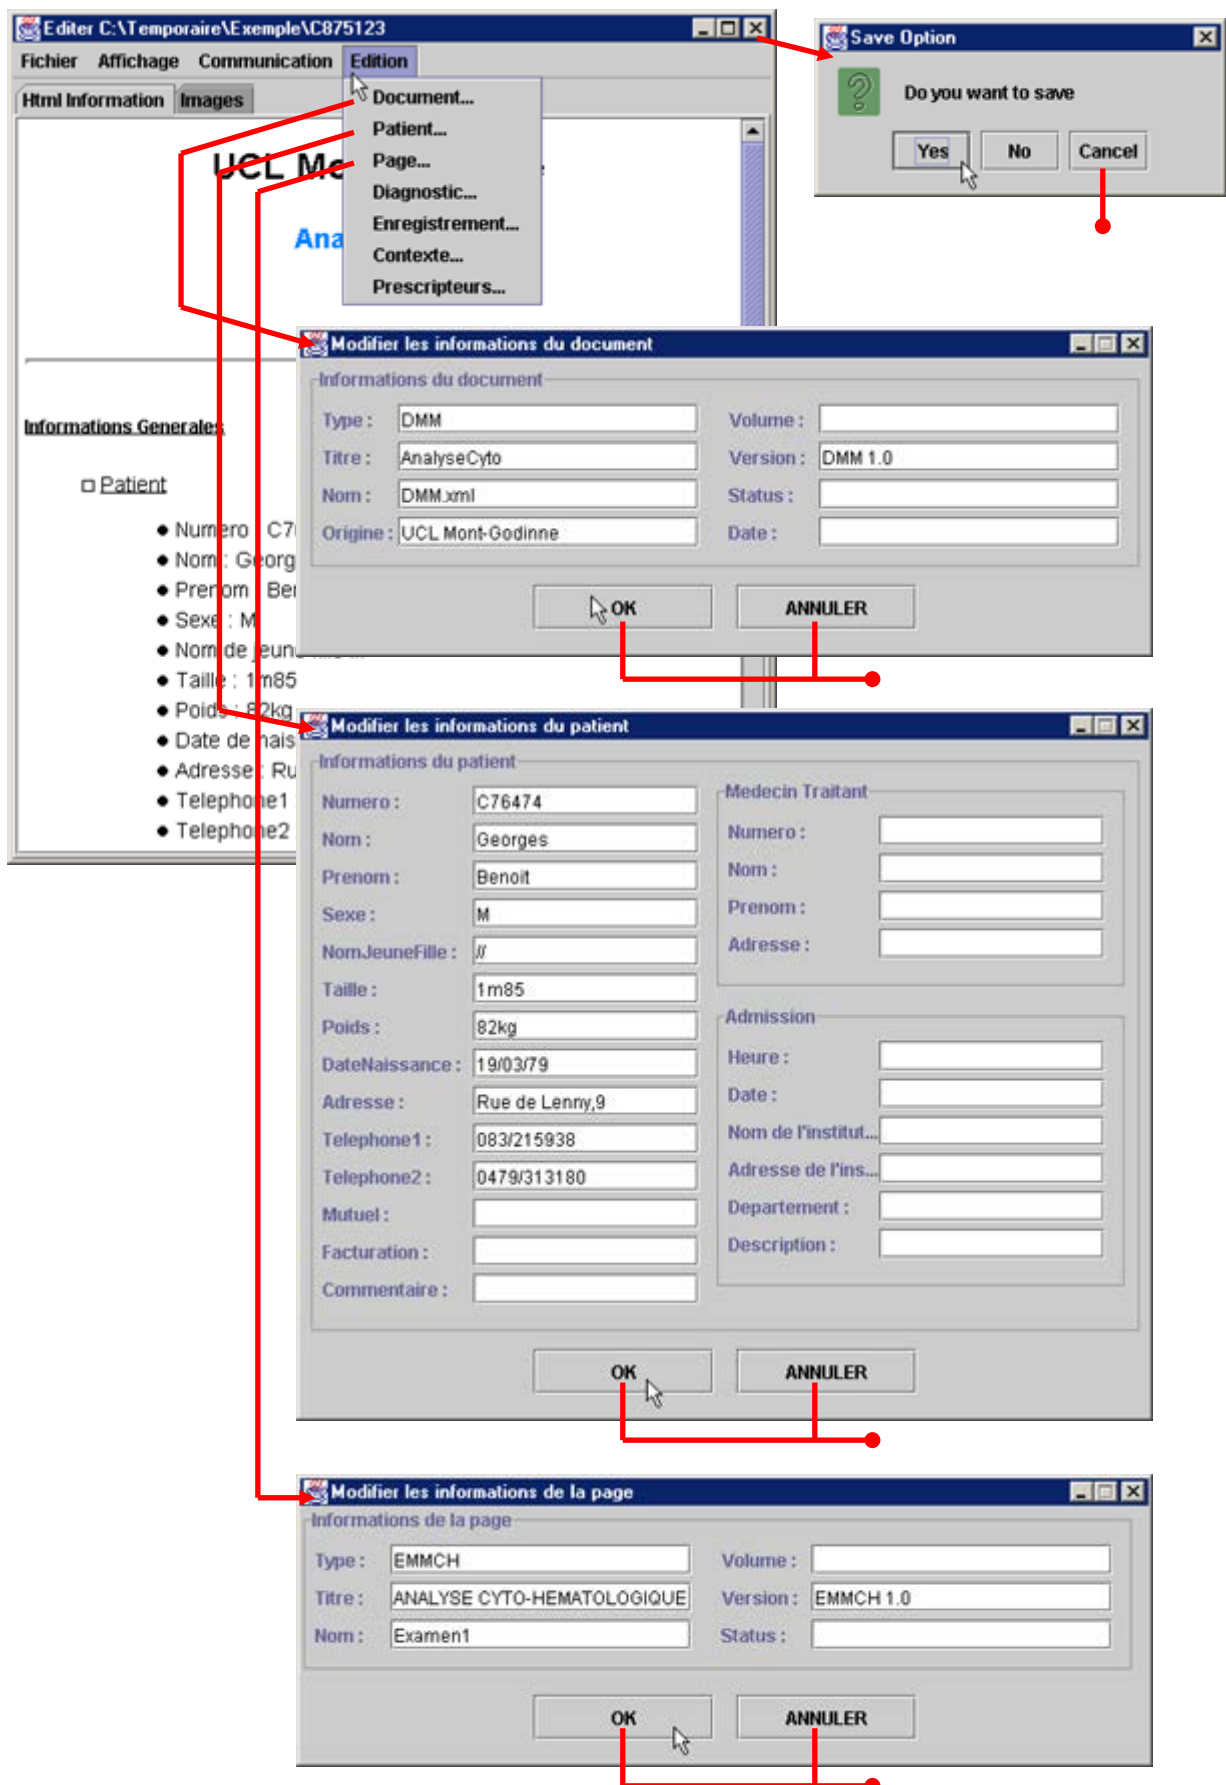 Editer C:\Temporaire\Exemple\C875123
Fichier Affichage Communication Edition
Html Information Images
Document...
Patient...
Page...
Diagnostic...
Enregistrement...
Contexte...
Prescripteurs...
UCL Mo
Ana
Informations Generales
Patient
Numero : C7
Nom : Georg
Prenom : Ber
Sexe : M
Nom de jeun
Taille : 1m85
Poids : 82kg
Date de nais
Adresse : Ru
Telephone1
Telephone2
Save Option
Do you want to save
Yes No Cancel
Modifier les informations du document
Informations du document
Type : DMM Volume :
Titre : AnalyseCyto Version : DMM 1.0
Nom : DMM.xml Status :
Origine : UCL Mont-Godinne Date :
OK ANNULER
Modifier les informations du patient
Informations du patient
Numero : C76474
Nom : Georges
Prenom : Benoit
Sexe : M
NomJeuneFille : //
Taille : 1m85
Poids : 82kg
DateNaissance : 19/03/79
Adresse : Rue de Lenny,9
Telephone1 : 083/215938
Telephone2 : 0479/313180
Mutuel :
Facturation :
Commentaire :
Medecin Traitant
Numero :
Nom :
Prenom :
Adresse :
Admission
Heure :
Date :
Nom de l'institut...
Adresse de l'ins...
Departement :
Description :
OK ANNULER
Modifier les informations de la page
Informations de la page
Type : EMMCH Volume :
Titre : ANALYSE CYTO-HEMATOLOGIQUE Version : EMMCH 1.0
Nom : Examen1 Status :
OK ANNULER